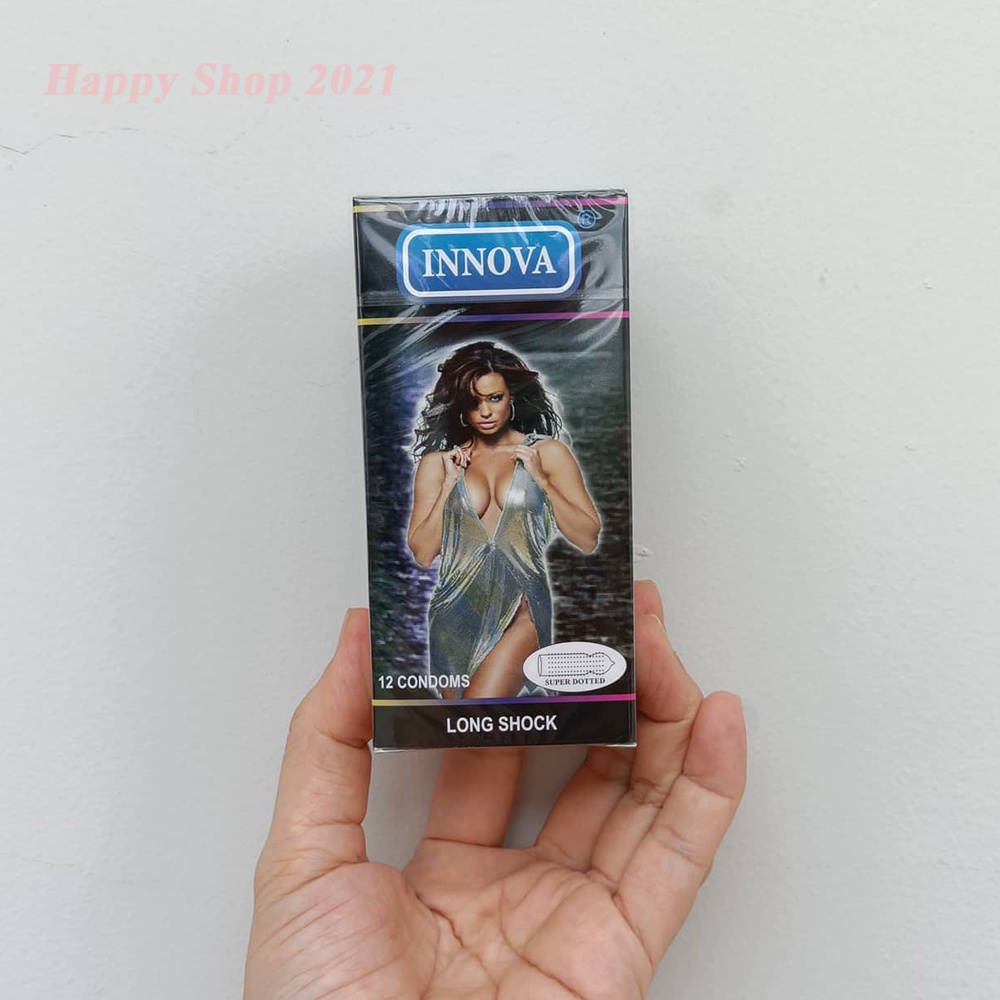 Happy Shop 2021
INNOVA®
12 CONDOMS
SUPER DOTTED
LONG SHOCK